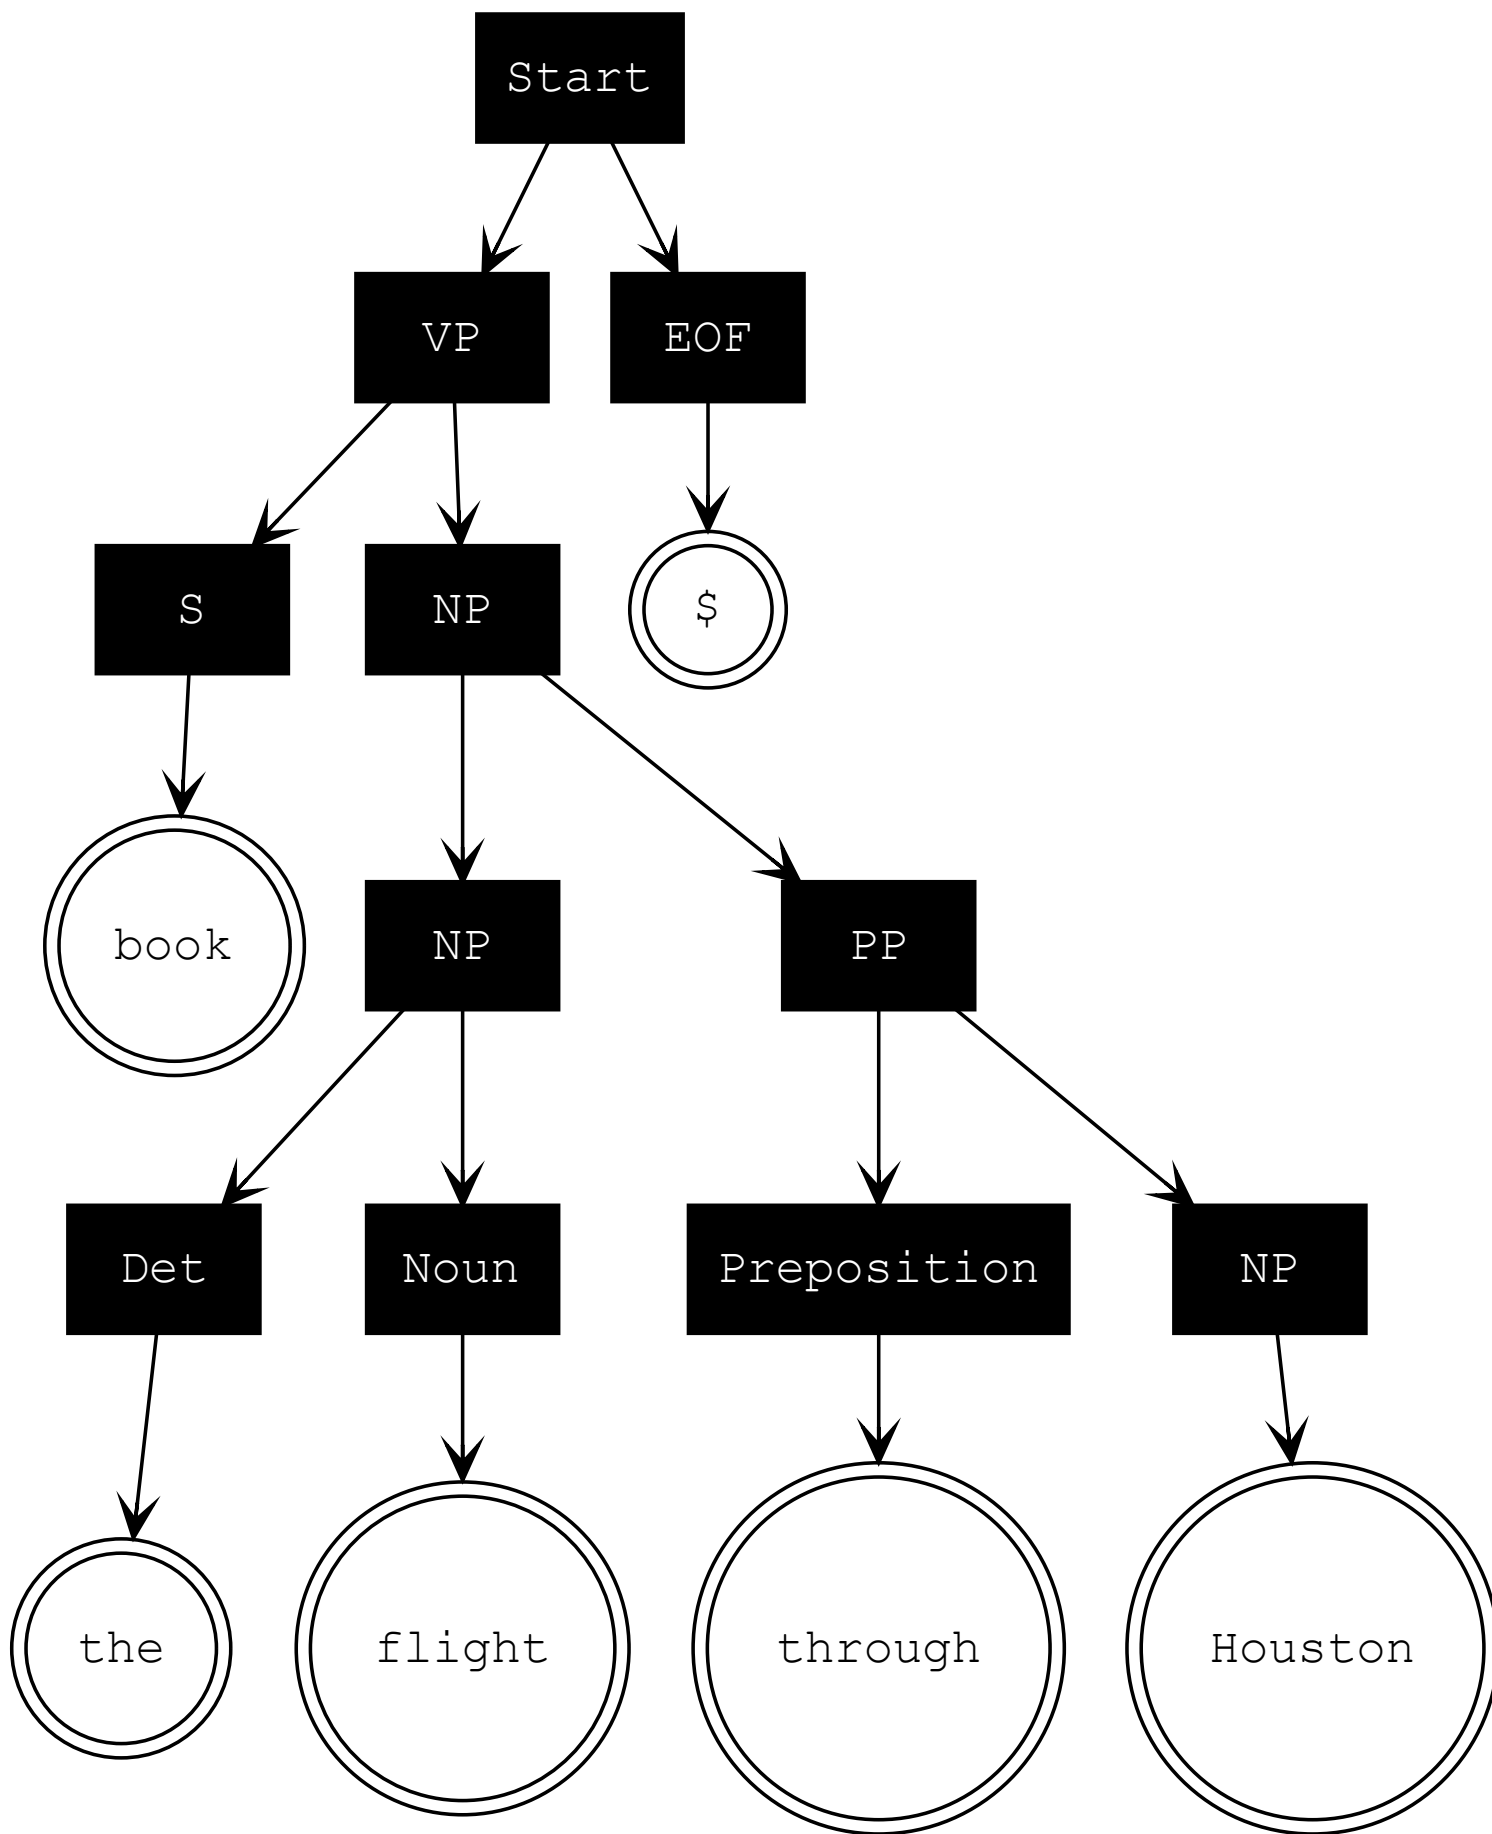 Start
VP EOF
S NP $
book NP PP
Det Noun Preposition NP
the flight through Houston